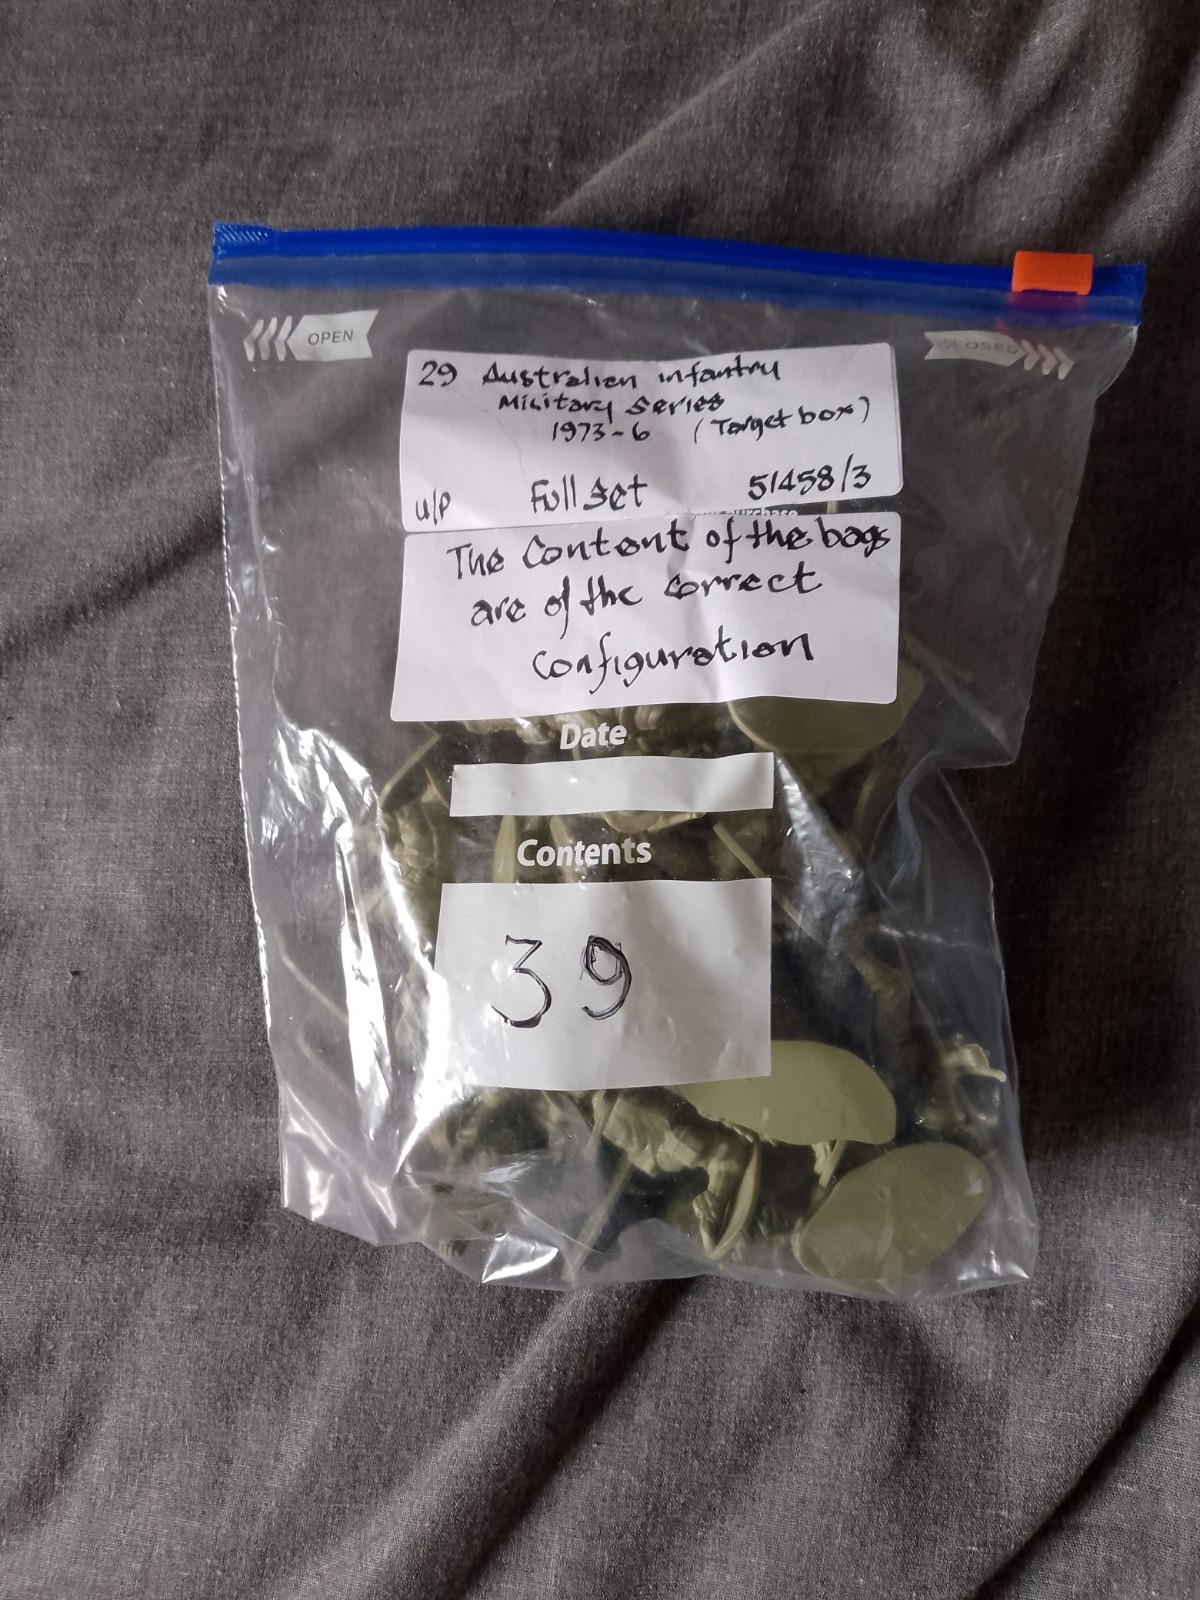 OPEN
CLOSED
29 Australian infantry
Military Series
1973-6 (Target box)
u/p Full set 51458/3
The Content of the bags
are of the correct
configuration
Date
Contents
39